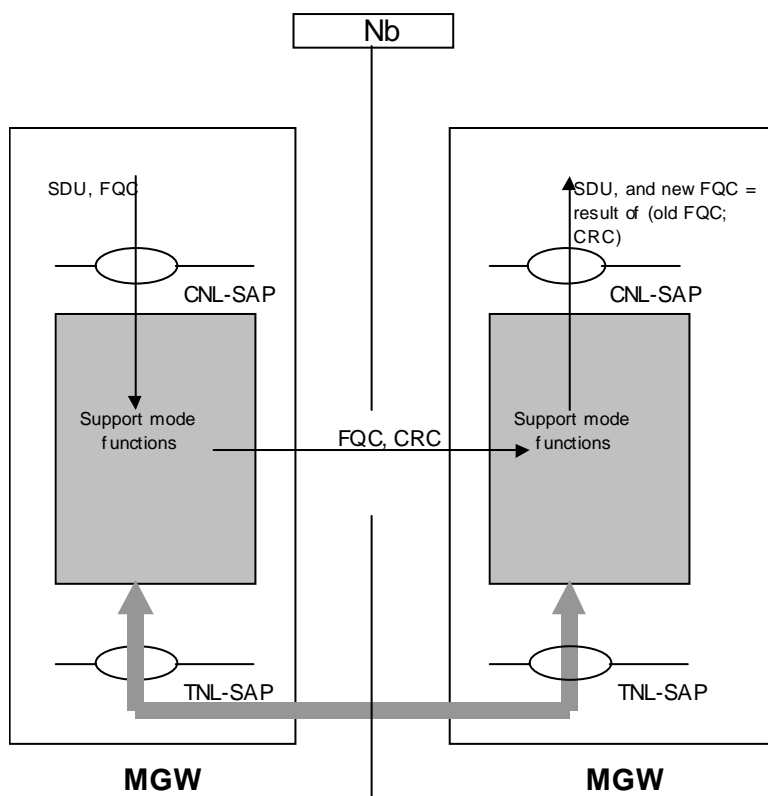 Nb
SDU, FQC
SDU, and new FQC =
result of (old FQC;
CRC)
CNL-SAP
CNL-SAP
Support mode
functions
FQC, CRC
Support mode
functions
TNL-SAP
TNL-SAP
MGW
MGW